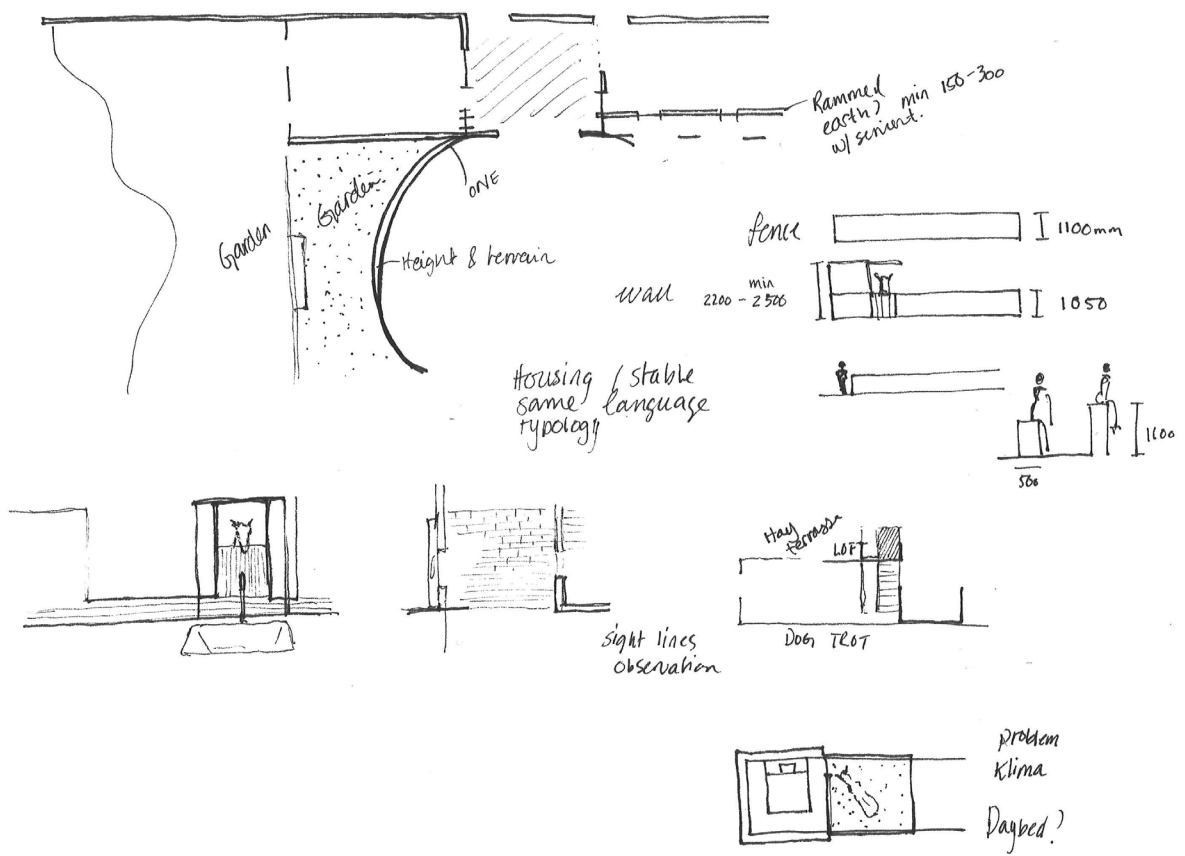 Rammed
earth? min 150-300
w/ sement.
ONE
Garden
Garden
Height & terrain
fence
1100mm
wall
min
2200 - 2500
1050
Housing / stable
same language
typology
1100
500
Hay
terrasse
LOFT
DOG TROT
sight lines
observation
problem
Klima
Daybed?